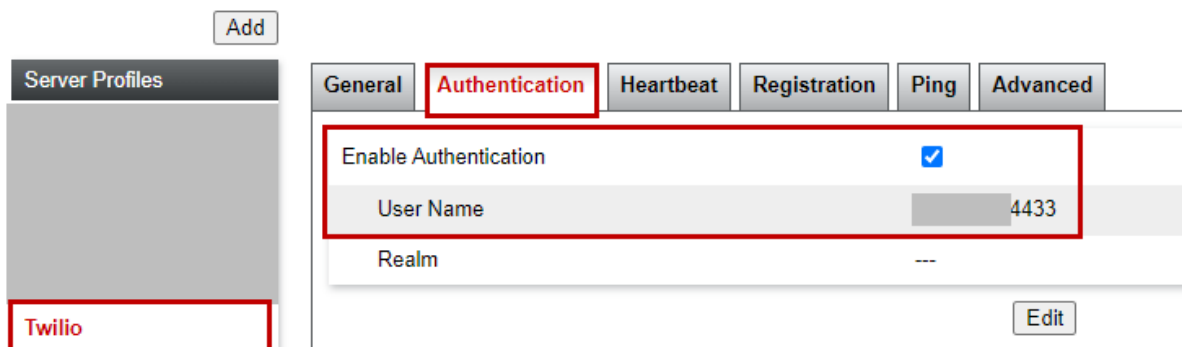 Add
Server Profiles
General Authentication Heartbeat Registration Ping Advanced
Enable Authentication
User Name 4433
Realm ---
Twilio
Edit